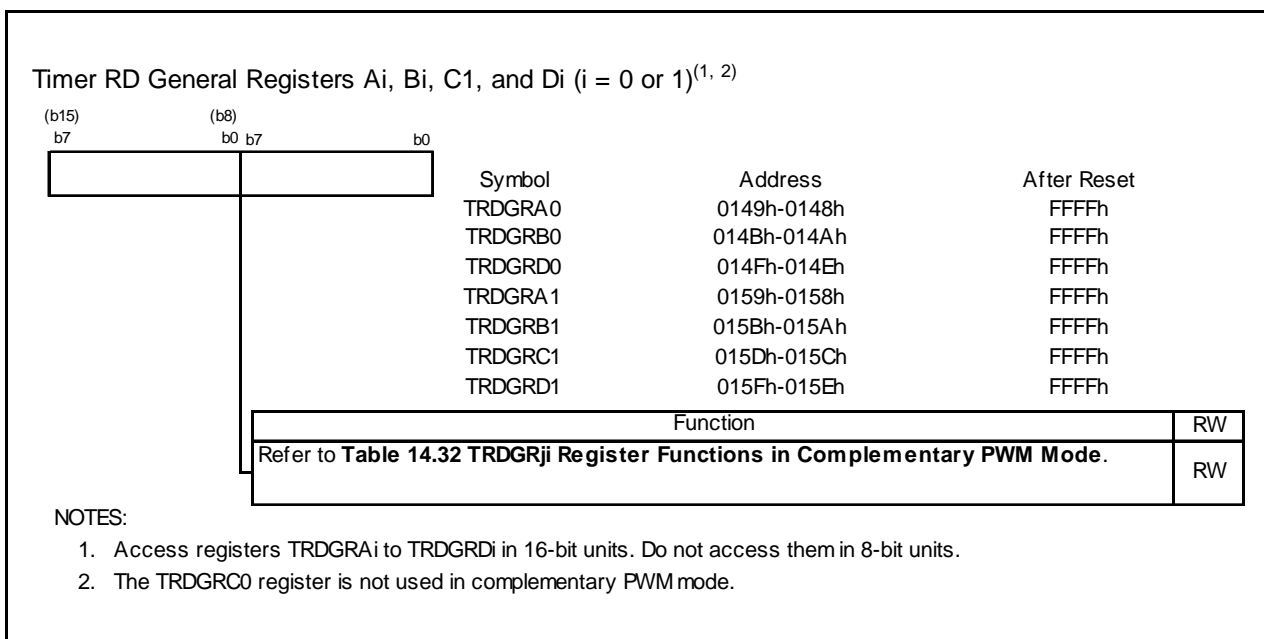 Timer RD General Registers Ai, Bi, C1, and Di (i = 0 or 1)(1, 2)
(b15) (b8)
b7 b0 b7 b0
Symbol Address After Reset
TRDGRA0 0149h-0148h FFFFh
TRDGRB0 014Bh-014Ah FFFFh
TRDGRD0 014Fh-014Eh FFFFh
TRDGRA1 0159h-0158h FFFFh
TRDGRB1 015Bh-015Ah FFFFh
TRDGRC1 015Dh-015Ch FFFFh
TRDGRD1 015Fh-015Eh FFFFh
Function RW
Refer to Table 14.32 TRDGRji Register Functions in Complementary PWM Mode. RW
NOTES:
1. Access registers TRDGRAi to TRDGRDi in 16-bit units. Do not access them in 8-bit units.
2. The TRDGRC0 register is not used in complementary PWM mode.